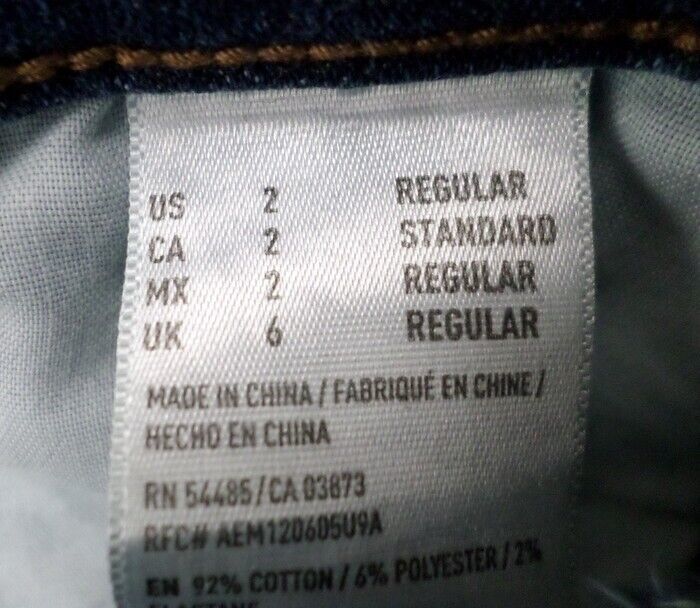 US 2 REGULAR
CA 2 STANDARD
MX 2 REGULAR
UK 6 REGULAR
MADE IN CHINA / FABRIQUÉ EN CHINE /
HECHO EN CHINA
RN 54485 / CA 03873
RFC# AEM120605U9A
EN 92% COTTON / 6% POLYESTER / 2%